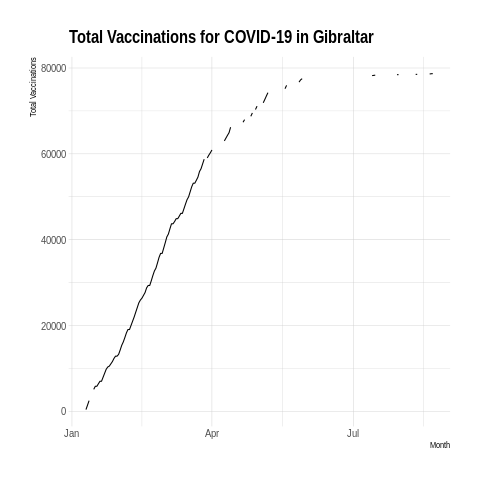 Total Vaccinations for COVID-19 in Gibraltar
Total Vaccinations
80000
60000
40000
20000
0
Jan
Apr
Jul
Month